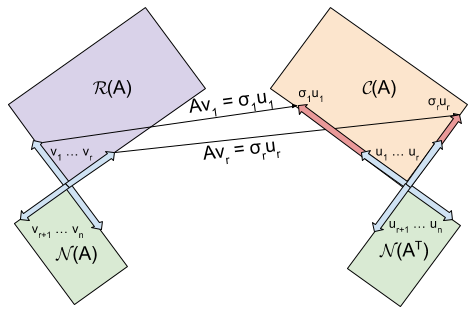 ℛ(A)
𝒞(A)
Av₁ = σ₁u₁
σ₁u₁
σᵣuᵣ
v₁ … vᵣ
Avᵣ = σᵣuᵣ
u₁ … uᵣ
vᵣ₊₁ … vₙ
uᵣ₊₁ … uₙ
𝒩(A)
𝒩(Aᵀ)